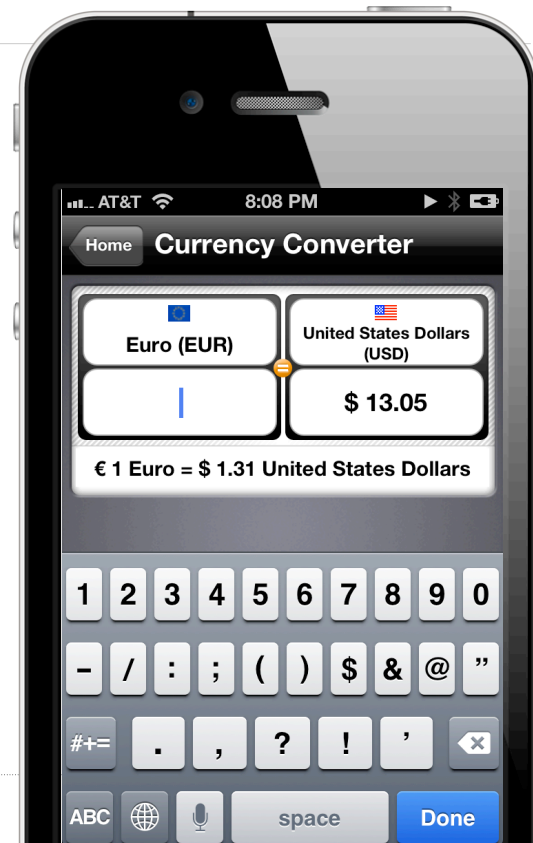 AT&T 8:08 PM
Home Currency Converter
Euro (EUR)
United States Dollars
(USD)
$ 13.05
€ 1 Euro = $ 1.31 United States Dollars
1 2 3 4 5 6 7 8 9 0
- / : ; ( ) $ & @ ”
#+= . , ? ! ’
ABC space Done